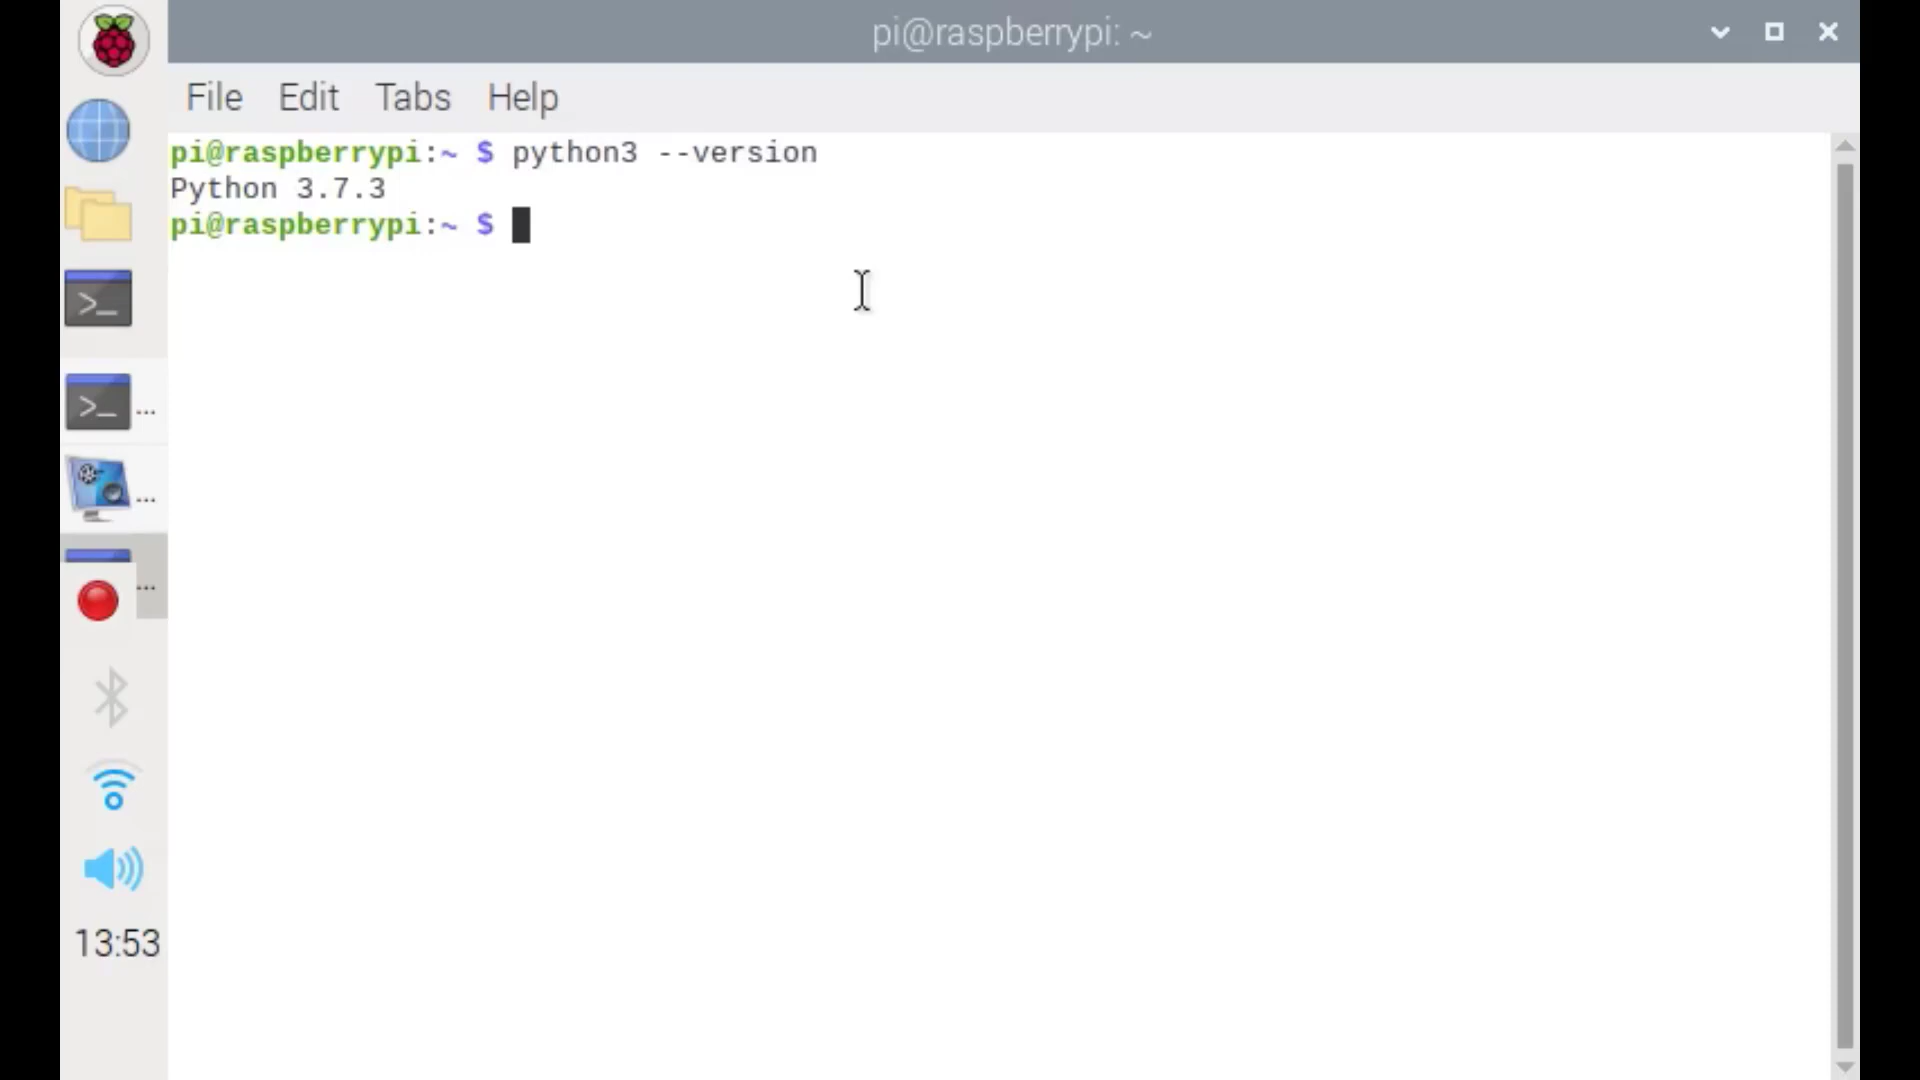 pi@raspberrypi: ~
File Edit Tabs Help
pi@raspberrypi:~ $ python3 --version
Python 3.7.3
pi@raspberrypi:~ $
>_
>_ ...
...
...
13:53